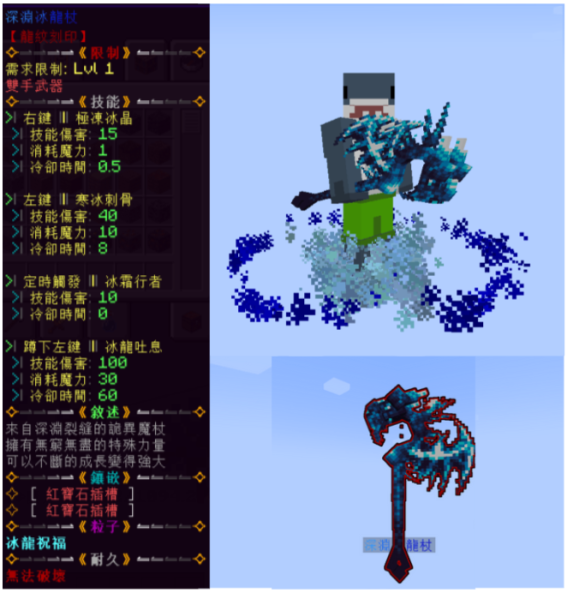 深淵冰龍杖
【龍紋刻印】
《限制》
需求限制: Lvl 1
雙手武器
《技能》
右鍵 ||| 極凍冰晶
技能傷害: 15
消耗魔力: 1
冷卻時間: 0.5
左鍵 ||| 寒冰刺骨
技能傷害: 40
消耗魔力: 10
冷卻時間: 8
定時觸發 ||| 冰霜行者
技能傷害: 10
冷卻時間: 0
蹲下左鍵 ||| 冰龍吐息
技能傷害: 100
消耗魔力: 30
冷卻時間: 60
《敘述》
來自深淵裂縫的詭異魔杖
擁有無窮無盡的特殊力量
可以不斷的成長變得強大
《鑲嵌》
[ 紅寶石插槽 ]
[ 紅寶石插槽 ]
《粒子》
冰龍祝福
《耐久》
無法破壞
深淵 龍杖